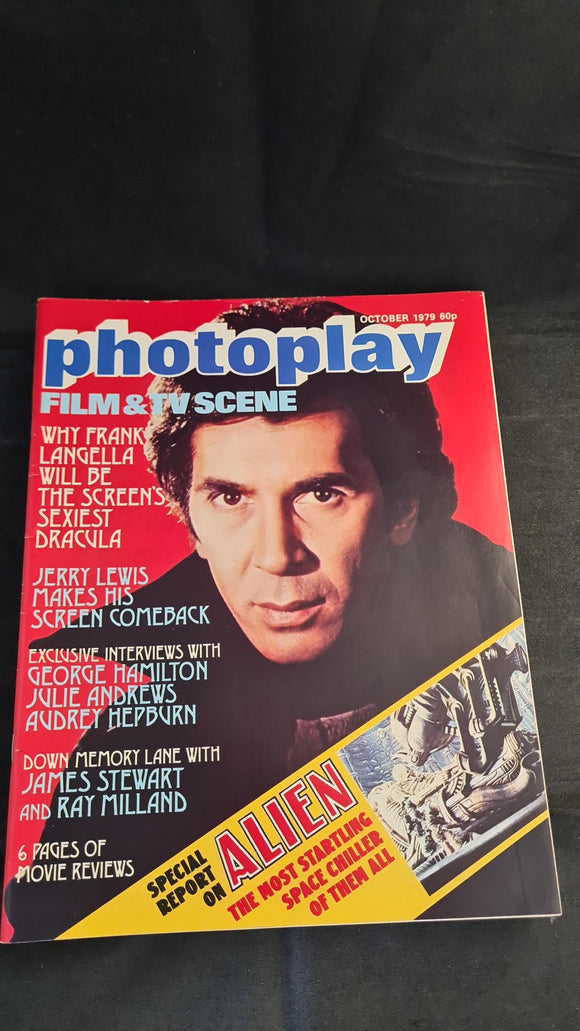 OCTOBER 1979 60p
photoplay
FILM & TV SCENE
WHY FRANK
LANGELLA
WILL BE
THE SCREEN'S
SEXIEST
DRACULA
JERRY LEWIS
MAKES HIS
SCREEN COMEBACK
EXCLUSIVE INTERVIEWS WITH
GEORGE HAMILTON
JULIE ANDREWS
AUDREY HEPBURN
DOWN MEMORY LANE WITH
JAMES STEWART
AND RAY MILLAND
6 PAGES OF
MOVIE REVIEWS
SPECIAL
REPORT
ON
ALIEN
THE MOST STARTLING
SPACE CHILLER
OF THEM ALL